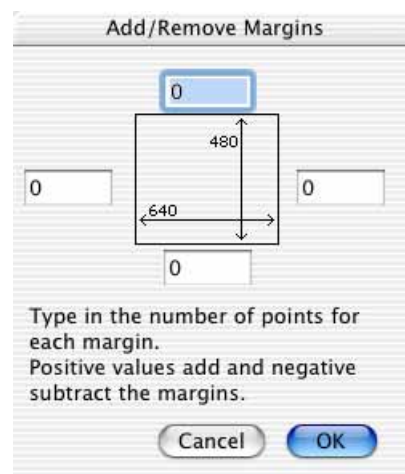 Add/Remove Margins
0
480
0
0
640
0
Type in the number of points for
each margin.
Positive values add and negative
subtract the margins.
Cancel OK